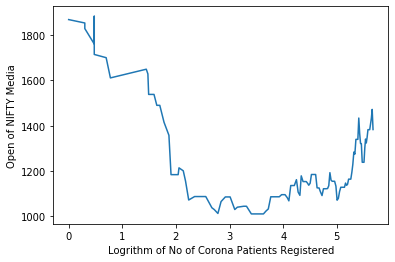 1800
1600
1400
1200
1000
Open of NIFTY Media
0 1 2 3 4 5
Logrithm of No of Corona Patients Registered